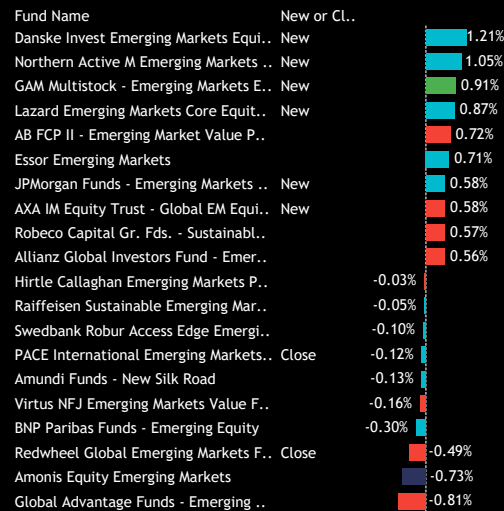 Fund Name New or Cl..
Danske Invest Emerging Markets Equi.. New 1.21%
Northern Active M Emerging Markets .. New 1.05%
GAM Multistock - Emerging Markets E.. New 0.91%
Lazard Emerging Markets Core Equit.. New 0.87%
AB FCP II - Emerging Market Value P.. 0.72%
Essor Emerging Markets 0.71%
JPMorgan Funds - Emerging Markets .. New 0.58%
AXA IM Equity Trust - Global EM Equi.. New 0.58%
Robeco Capital Gr. Fds. - Sustainabl.. 0.57%
Allianz Global Investors Fund - Emer.. 0.56%
Hirtle Callaghan Emerging Markets P.. -0.03%
Raiffeisen Sustainable Emerging Mar.. -0.05%
Swedbank Robur Access Edge Emergi.. -0.10%
PACE International Emerging Markets.. Close -0.12%
Amundi Funds - New Silk Road -0.13%
Virtus NFJ Emerging Markets Value F.. -0.16%
BNP Paribas Funds - Emerging Equity -0.30%
Redwheel Global Emerging Markets F.. Close -0.49%
Amonis Equity Emerging Markets -0.73%
Global Advantage Funds - Emerging .. -0.81%